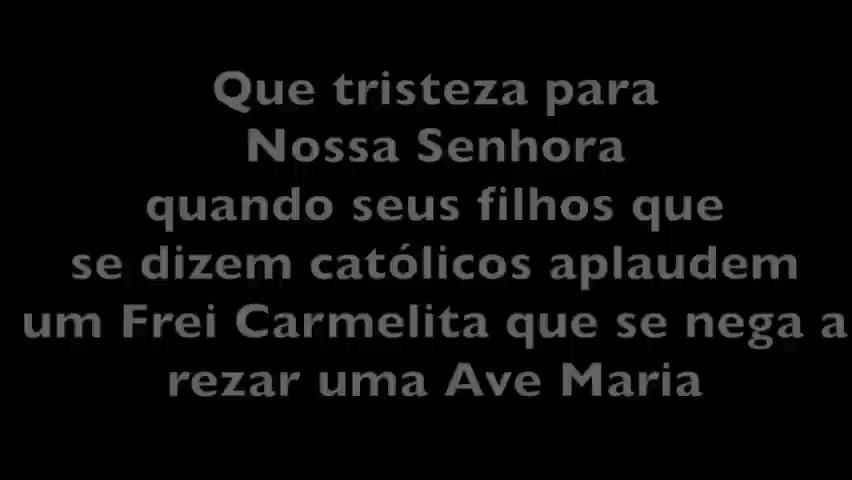 Que tristeza para
Nossa Senhora
quando seus filhos que
se dizem católicos aplaudem
um Frei Carmelita que se nega a
rezar uma Ave Maria